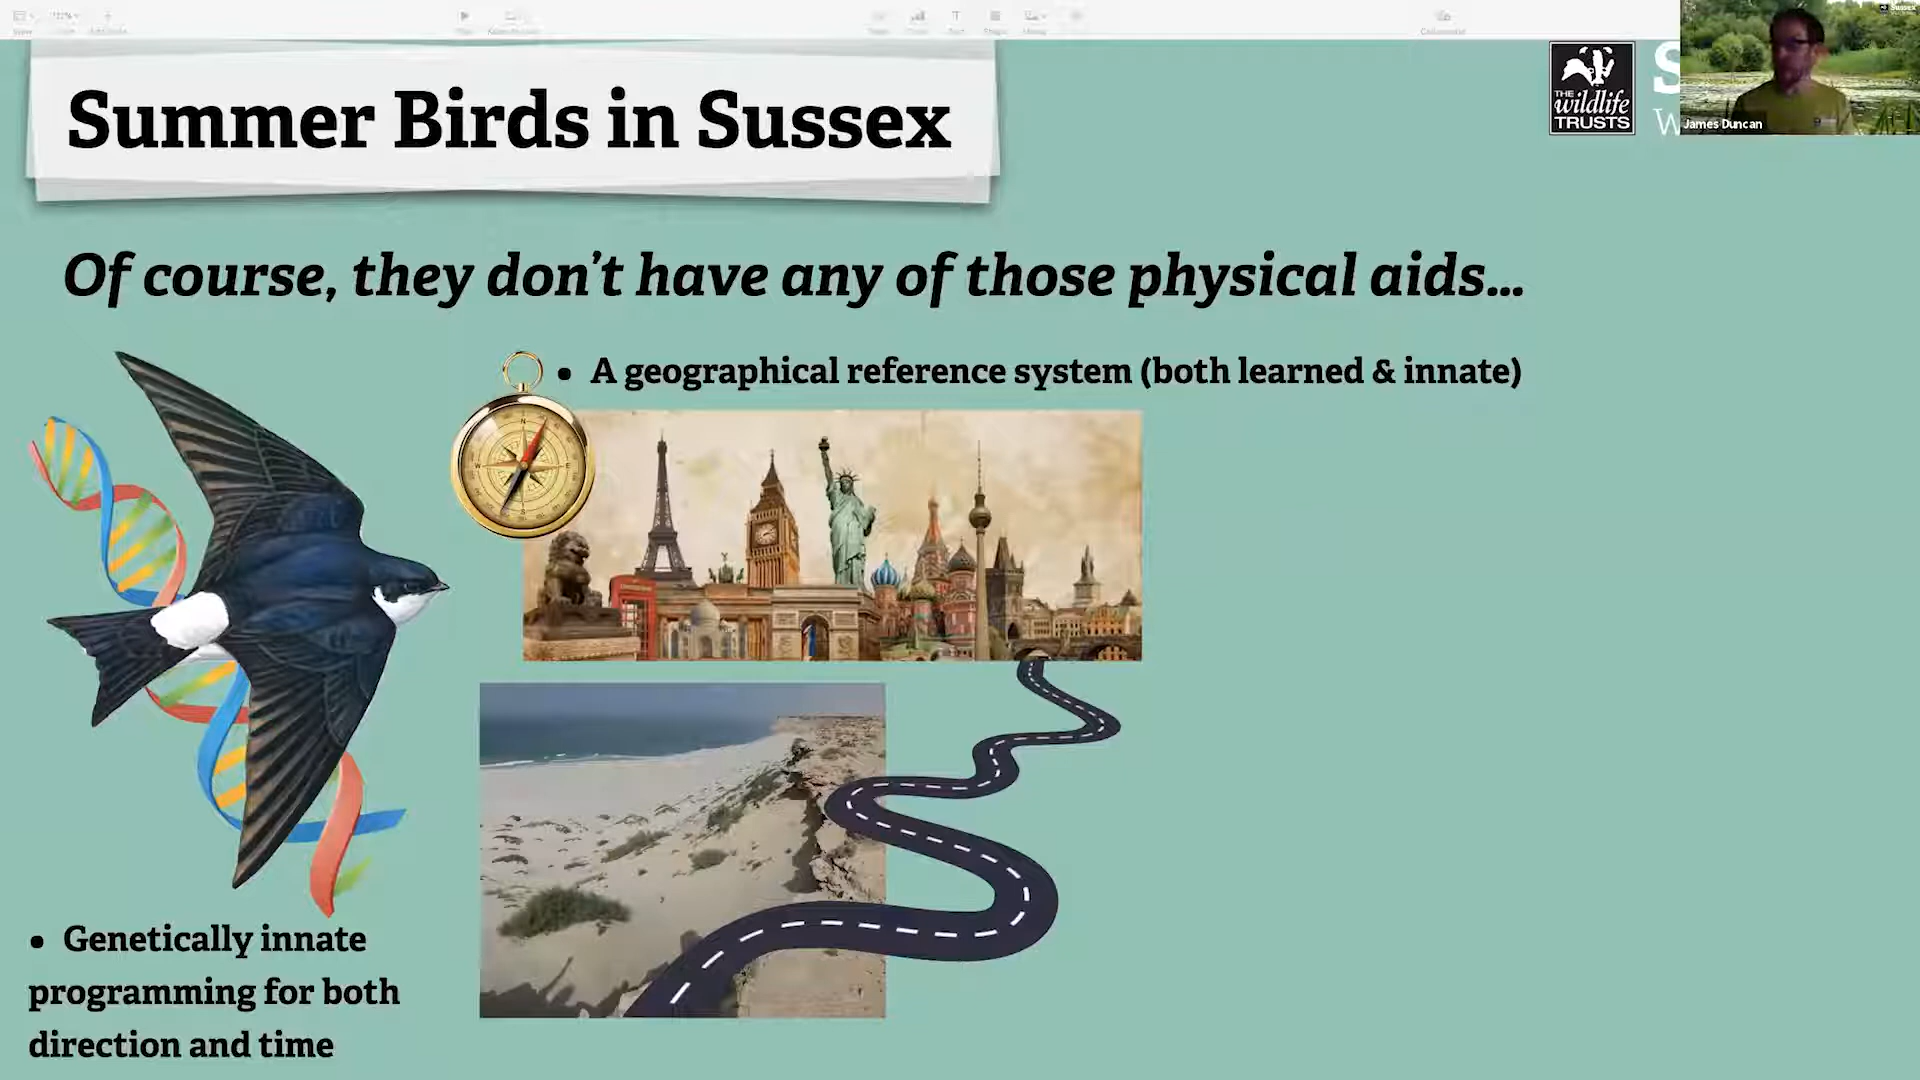 Summer Birds in Sussex
THE
wildlife
TRUSTS
S
W
James Duncan
Of course, they don't have any of those physical aids...
• A geographical reference system (both learned & innate)
• Genetically innate
programming for both
direction and time